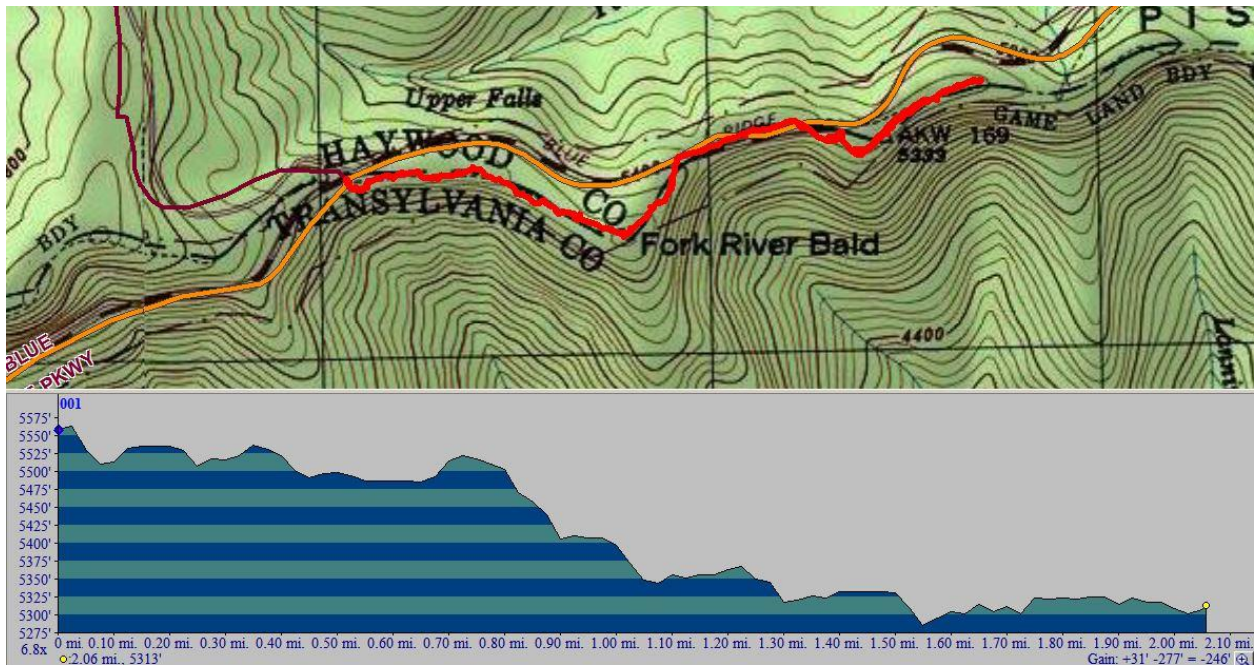 PIS
Upper Falls
HAYWOOD
BLUE
RIDGE
CO
TRANSYLVANIA CO
Fork River Bald
AKW 169
5333
GAME LAND BDY
BDY
4400
BLUE
PKWY
001
5575'
5550'
5525'
5500'
5475'
5450'
5425'
5400'
5375'
5350'
5325'
5300'
5275'
6.8x
0 mi. 0.10 mi. 0.20 mi. 0.30 mi. 0.40 mi. 0.50 mi. 0.60 mi. 0.70 mi. 0.80 mi. 0.90 mi. 1.00 mi. 1.10 mi. 1.20 mi. 1.30 mi. 1.40 mi. 1.50 mi. 1.60 mi. 1.70 mi. 1.80 mi. 1.90 mi. 2.00 mi. 2.10 mi.
:2.06 mi., 5313'
Gain: +31' -277' = -246'